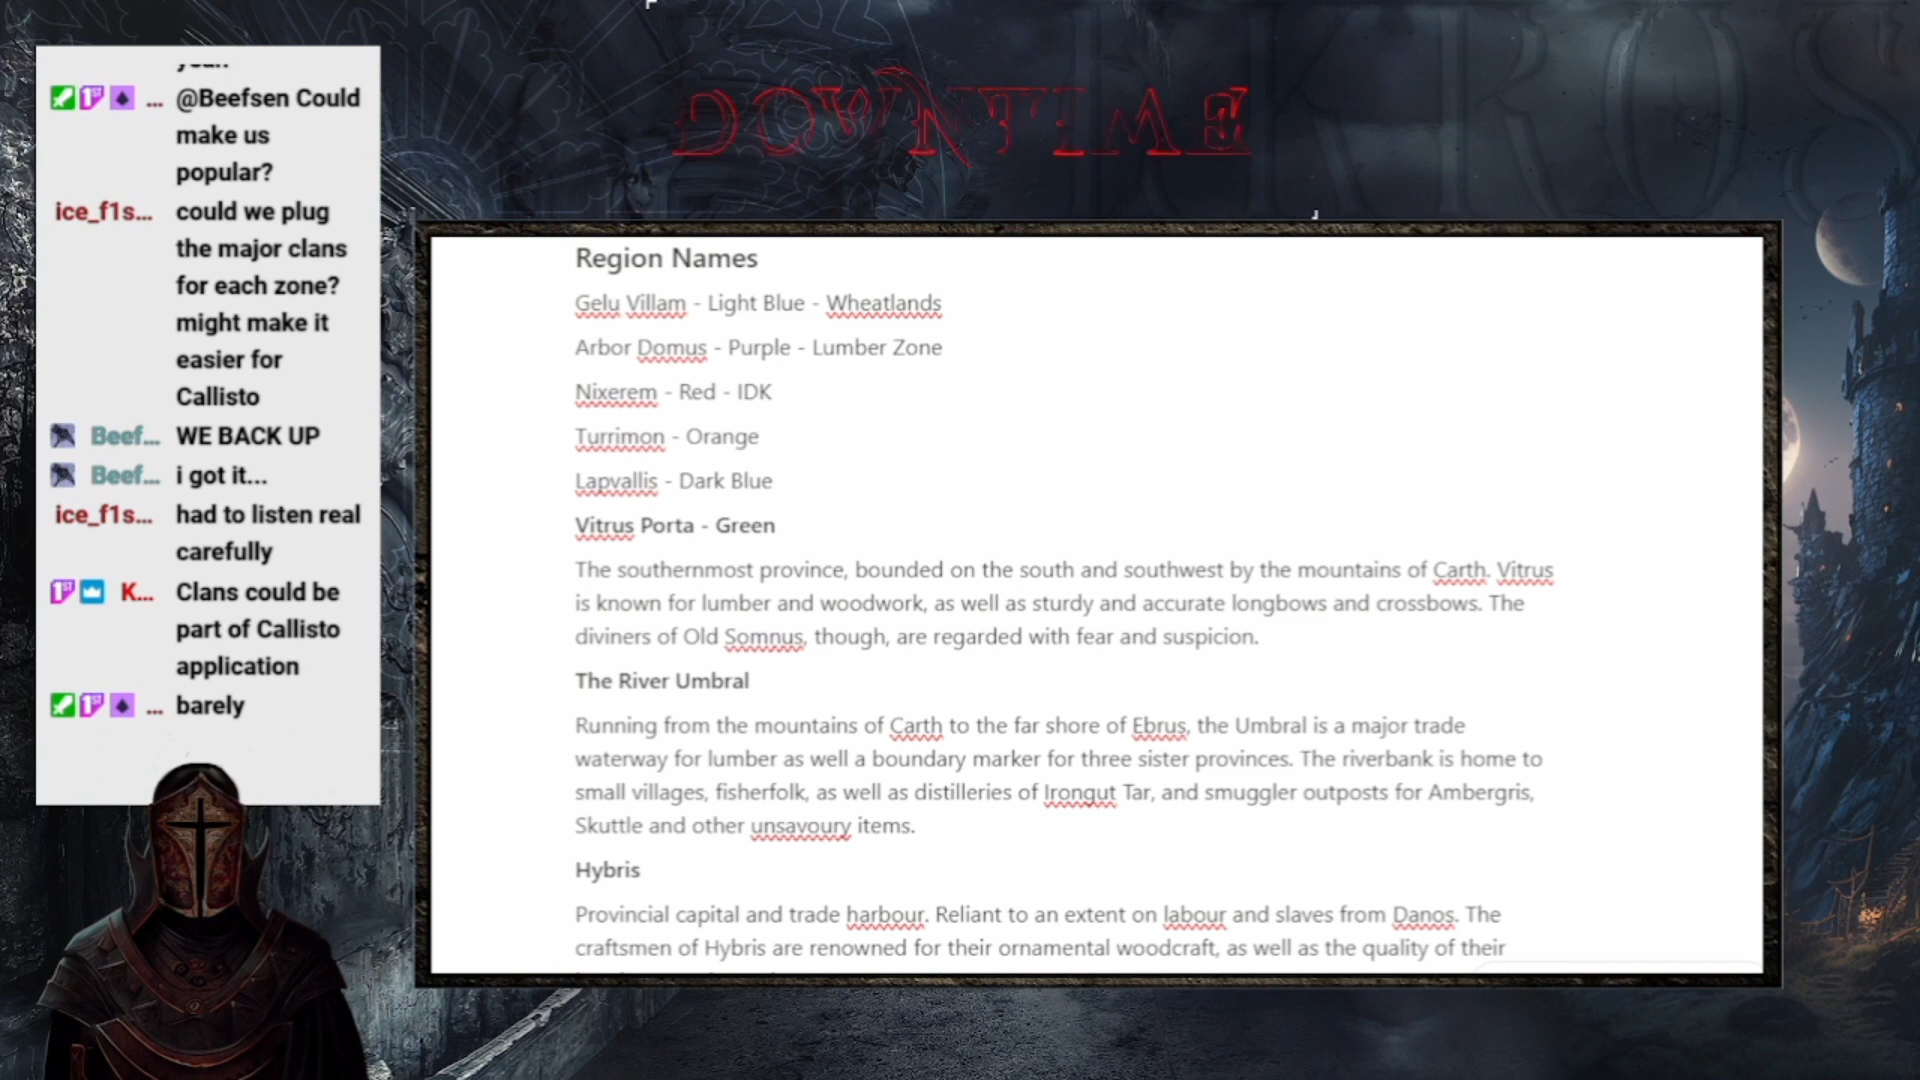 DOWNTIME
@Beefsen Could
make us
popular?
ice_f1s... could we plug
the major clans
for each zone?
might make it
easier for
Callisto
Beef... WE BACK UP
Beef... i got it...
ice_f1s... had to listen real
carefully
K... Clans could be
part of Callisto
application
... barely
Region Names
Gelu Villam - Light Blue - Wheatlands
Arbor Domus - Purple - Lumber Zone
Nixerem - Red - IDK
Turrimon - Orange
Lapvallis - Dark Blue
Vitrus Porta - Green
The southernmost province, bounded on the south and southwest by the mountains of Carth. Vitrus
is known for lumber and woodwork, as well as sturdy and accurate longbows and crossbows. The
diviners of Old Somnus, though, are regarded with fear and suspicion.
The River Umbral
Running from the mountains of Carth to the far shore of Ebrus, the Umbral is a major trade
waterway for lumber as well a boundary marker for three sister provinces. The riverbank is home to
small villages, fisherfolk, as well as distilleries of Irongut Tar, and smuggler outposts for Ambergris,
Skuttle and other unsavoury items.
Hybris
Provincial capital and trade harbour. Reliant to an extent on labour and slaves from Danos. The
craftsmen of Hybris are renowned for their ornamental woodcraft, as well as the quality of their